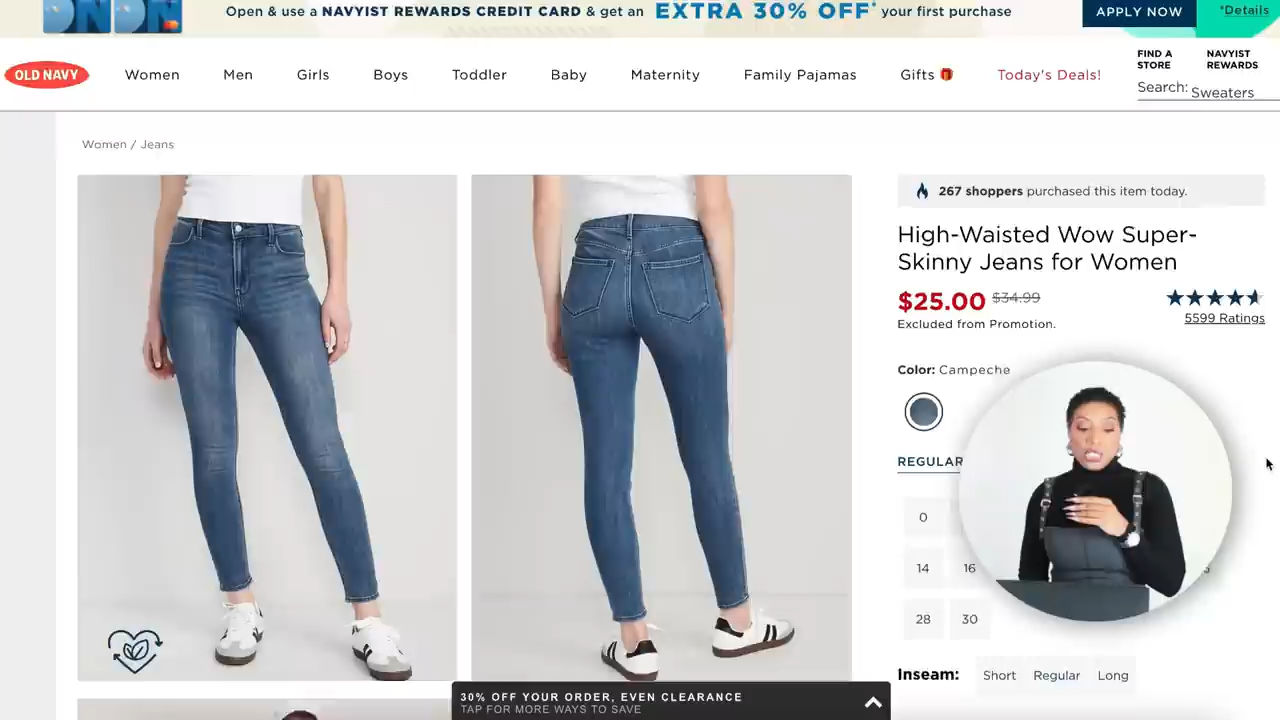 Open & use a NAVYIST REWARDS CREDIT CARD & get an EXTRA 30% OFF* your first purchase
APPLY NOW
*Details
OLD NAVY
Women
Men
Girls
Boys
Toddler
Baby
Maternity
Family Pajamas
Gifts
Today's Deals!
FIND A
STORE
NAVYIST
REWARDS
Search: Sweaters
Women / Jeans
267 shoppers purchased this item today.
High-Waisted Wow Super-
Skinny Jeans for Women
$25.00 $34.99
5599 Ratings
Excluded from Promotion.
Color: Campeche
REGULAR
0
14 16
28 30
Inseam: Short Regular Long
30% OFF YOUR ORDER, EVEN CLEARANCE
TAP FOR MORE WAYS TO SAVE